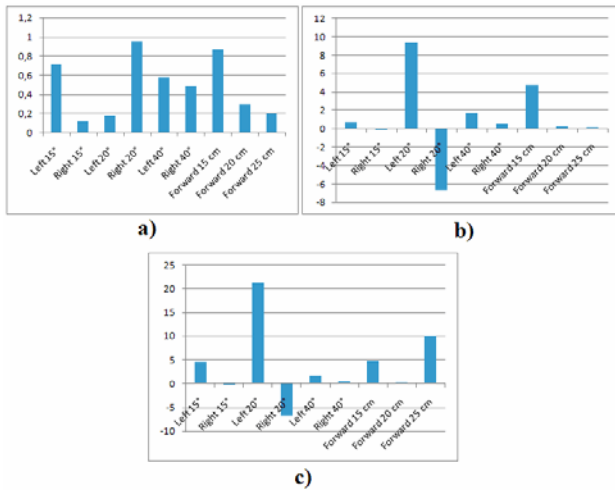 1,2
1
0,8
0,6
0,4
0,2
0
Left 15°
Right 15°
Left 20°
Right 20°
Left 40°
Right 40°
Forward 15 cm
Forward 20 cm
Forward 25 cm
a)
12
10
8
6
4
2
0
-2
-4
-6
-8
Left 15°
Right 15°
Left 20°
Right 20°
Left 40°
Right 40°
Forward 15 cm
Forward 20 cm
Forward 25 cm
b)
25
20
15
10
5
0
-5
-10
Left 15°
Right 15°
Left 20°
Right 20°
Left 40°
Right 40°
Forward 15 cm
Forward 20 cm
Forward 25 cm
c)